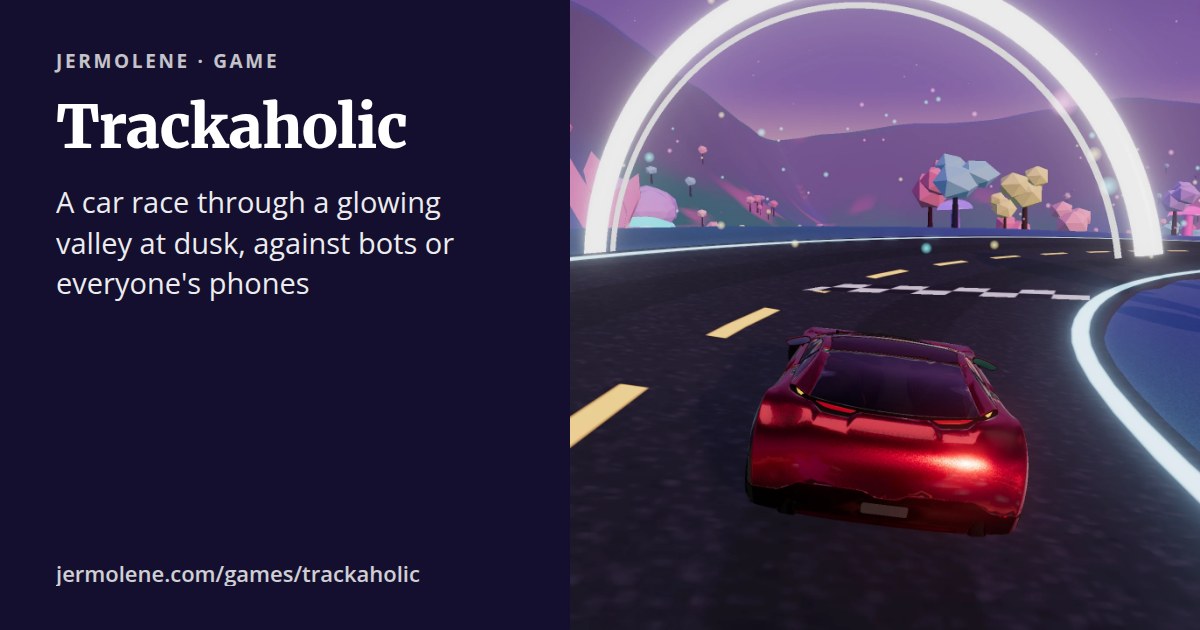 JERMOLENE · GAME
Trackaholic
A car race through a glowing
valley at dusk, against bots or
everyone's phones
jermolene.com/games/trackaholic